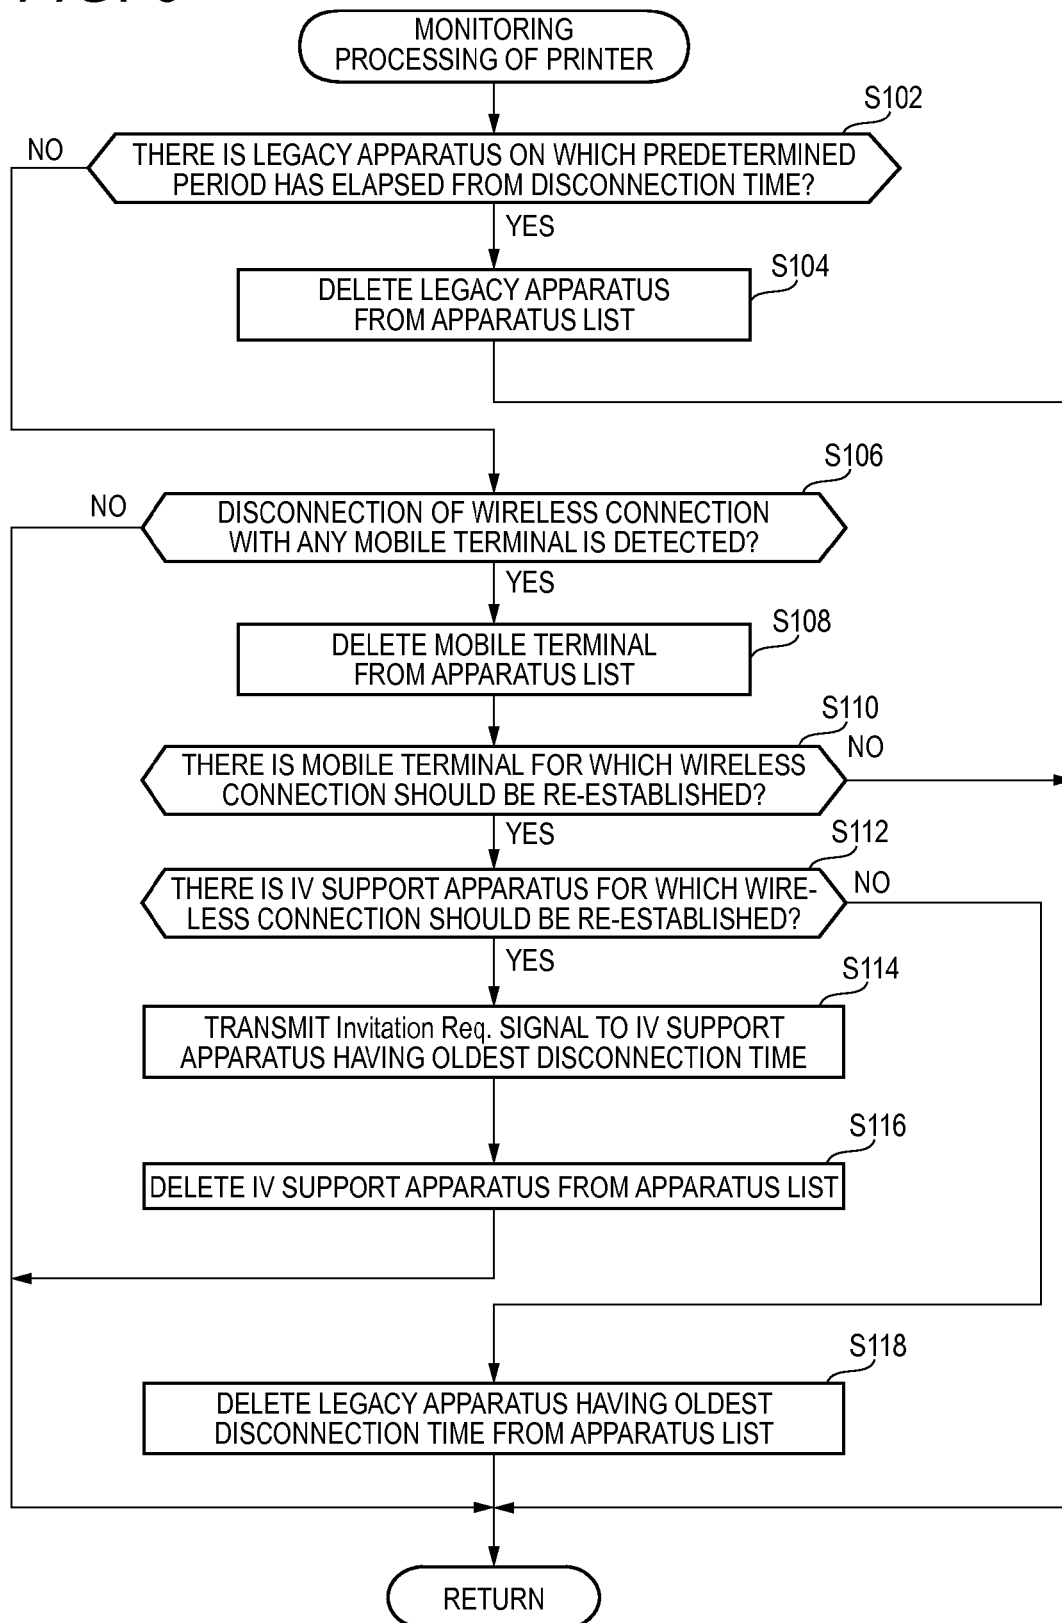 MONITORING
PROCESSING OF PRINTER
S102
NO
THERE IS LEGACY APPARATUS ON WHICH PREDETERMINED
PERIOD HAS ELAPSED FROM DISCONNECTION TIME?
YES
S104
DELETE LEGACY APPARATUS
FROM APPARATUS LIST
S106
NO
DISCONNECTION OF WIRELESS CONNECTION
WITH ANY MOBILE TERMINAL IS DETECTED?
YES
S108
DELETE MOBILE TERMINAL
FROM APPARATUS LIST
S110
NO
THERE IS MOBILE TERMINAL FOR WHICH WIRELESS
CONNECTION SHOULD BE RE-ESTABLISHED?
YES
S112
NO
THERE IS IV SUPPORT APPARATUS FOR WHICH WIRE-
LESS CONNECTION SHOULD BE RE-ESTABLISHED?
YES
S114
TRANSMIT Invitation Req. SIGNAL TO IV SUPPORT
APPARATUS HAVING OLDEST DISCONNECTION TIME
S116
DELETE IV SUPPORT APPARATUS FROM APPARATUS LIST
S118
DELETE LEGACY APPARATUS HAVING OLDEST
DISCONNECTION TIME FROM APPARATUS LIST
RETURN